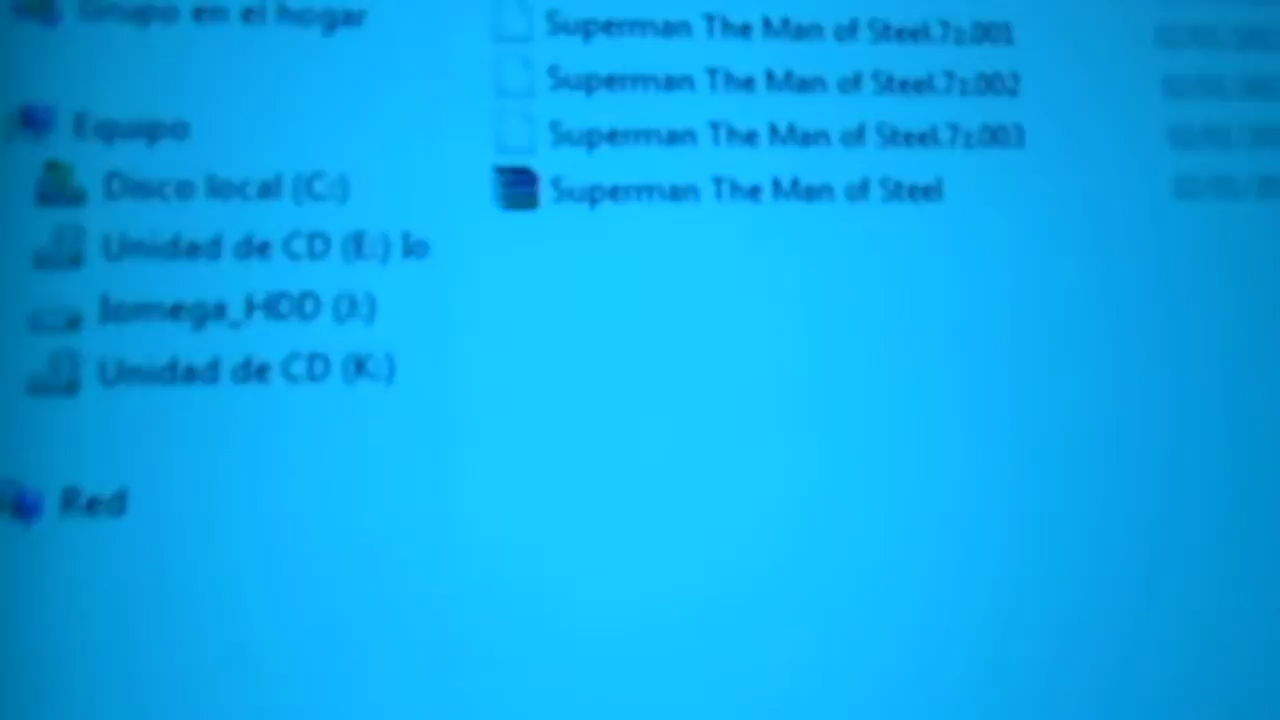 Grupo en el hogar
Equipo
Disco local (C:)
Unidad de CD (E:) Io
Iomega_HDD (J:)
Unidad de CD (K:)
Red
Superman The Man of Steel.7z.001
Superman The Man of Steel.7z.002
Superman The Man of Steel.7z.003
Superman The Man of Steel